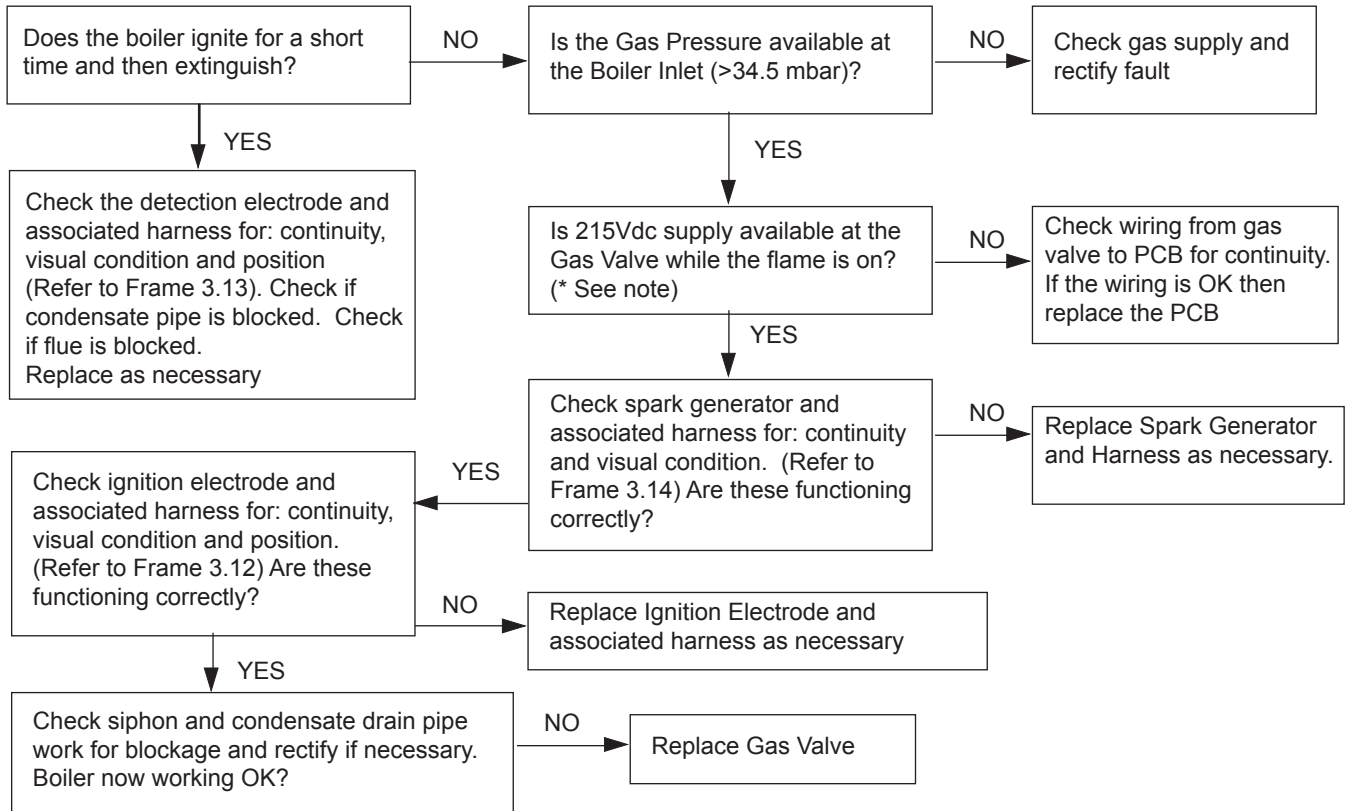 Does the boiler ignite for a short
time and then extinguish?
NO
Is the Gas Pressure available at
the Boiler Inlet (>34.5 mbar)?
NO
Check gas supply and
rectify fault
YES
YES
Check the detection electrode and
associated harness for: continuity,
visual condition and position
(Refer to Frame 3.13). Check if
condensate pipe is blocked.  Check
if flue is blocked.
Replace as necessary
Is 215Vdc supply available at the
Gas Valve while the flame is on?
(* See note)
NO
Check wiring from gas
valve to PCB for continuity.
If the wiring is OK then
replace the PCB
YES
Check spark generator and
associated harness for: continuity
and visual condition.  (Refer to
Frame 3.14) Are these functioning
correctly?
NO
Replace Spark Generator
and Harness as necessary.
YES
Check ignition electrode and
associated harness for: continuity,
visual condition and position.
(Refer to Frame 3.12) Are these
functioning correctly?
NO
Replace Ignition Electrode and
associated harness as necessary
YES
Check siphon and condensate drain pipe
work for blockage and rectify if necessary.
Boiler now working OK?
NO
Replace Gas Valve